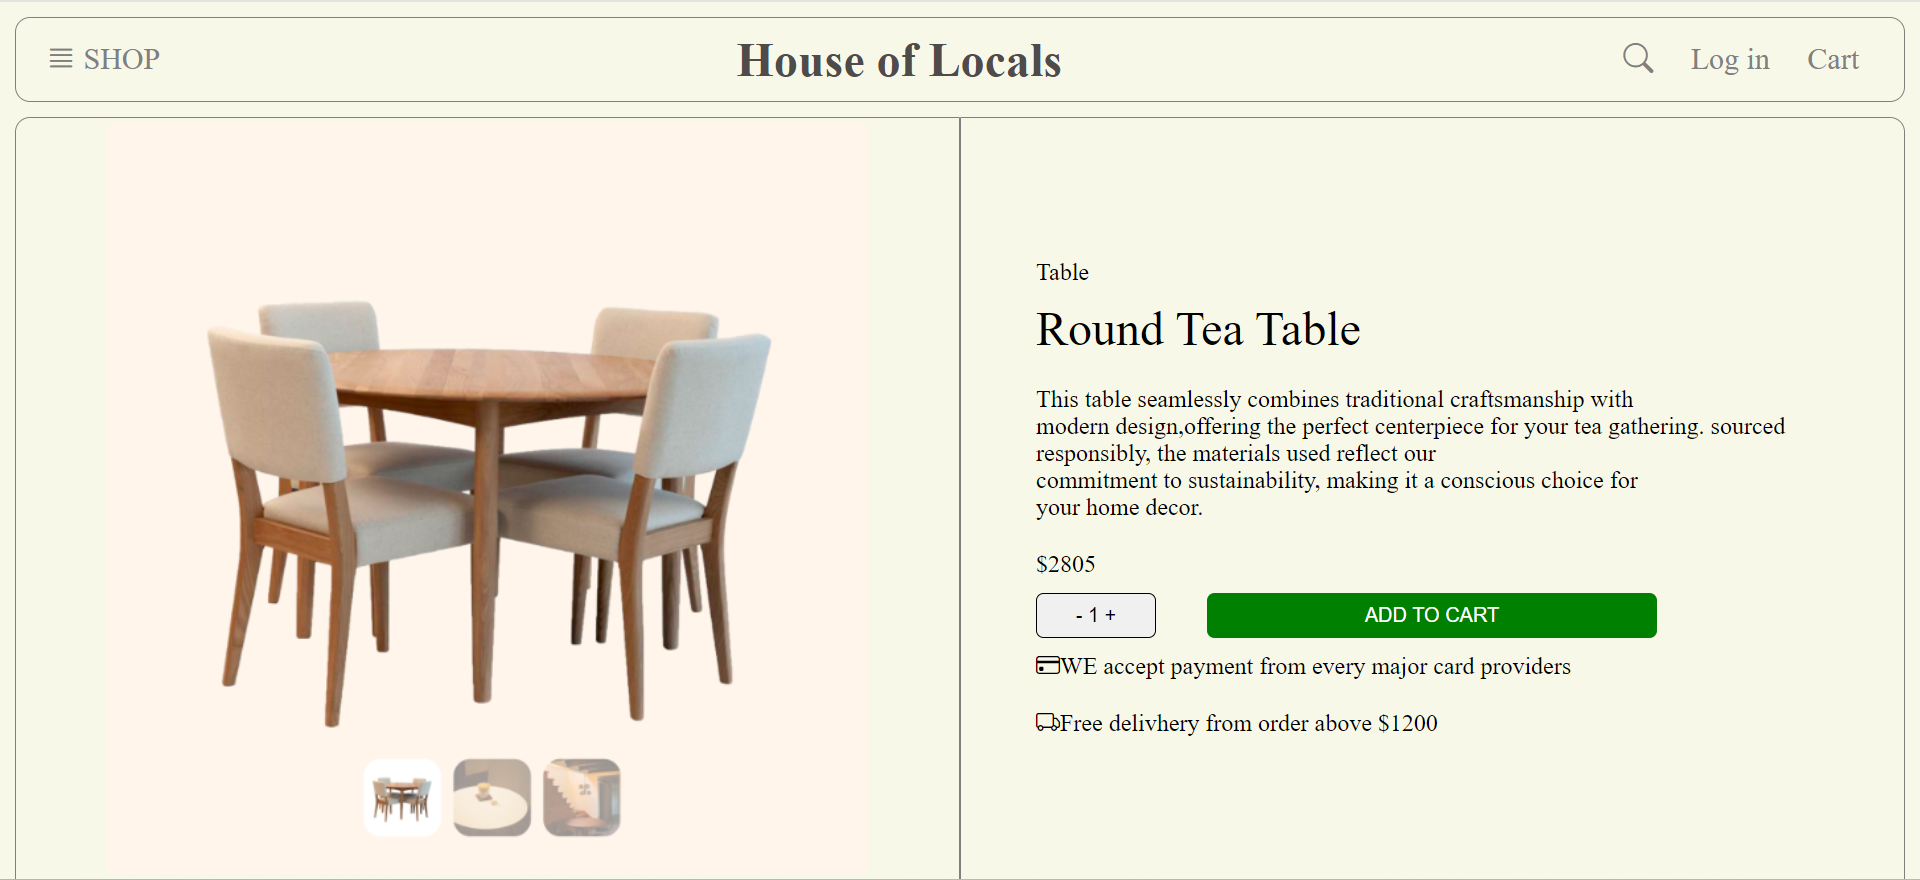 SHOP
House of Locals
Log in
Cart
Table
Round Tea Table
This table seamlessly combines traditional craftsmanship with
modern design,offering the perfect centerpiece for your tea gathering. sourced
responsibly, the materials used reflect our
commitment to sustainability, making it a conscious choice for
your home decor.
$2805
- 1 +
ADD TO CART
WE accept payment from every major card providers
Free delivhery from order above $1200